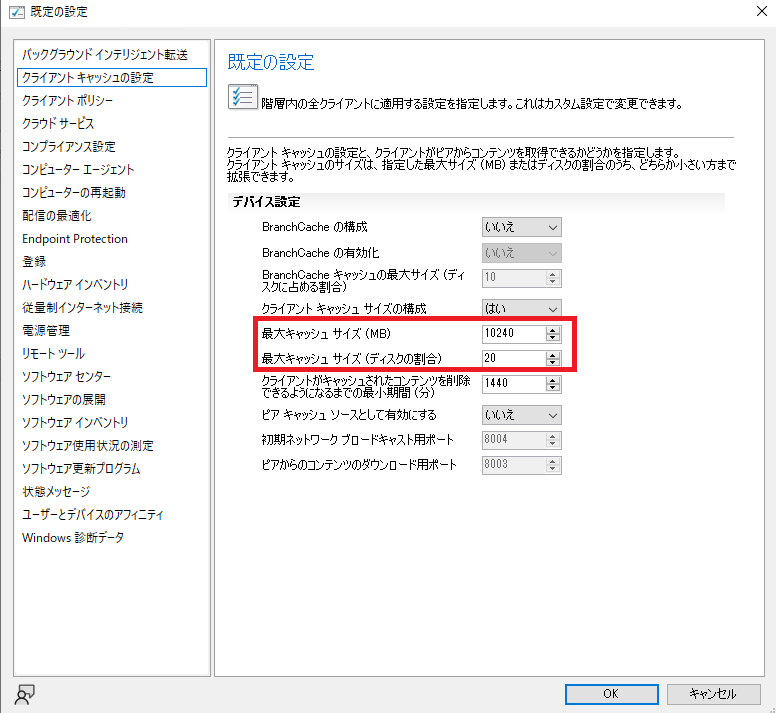 既定の設定
バックグラウンド インテリジェント転送
クライアント キャッシュの設定
クライアント ポリシー
クラウド サービス
コンプライアンス設定
コンピューター エージェント
コンピューターの再起動
配信の最適化
Endpoint Protection
登録
ハードウェア インベントリ
従量制インターネット接続
電源管理
リモート ツール
ソフトウェア センター
ソフトウェアの展開
ソフトウェア インベントリ
ソフトウェア使用状況の測定
ソフトウェア更新プログラム
状態メッセージ
ユーザーとデバイスのアフィニティ
Windows 診断データ
既定の設定
階層内の全クライアントに適用する設定を指定します。これはカスタム設定で変更できます。
クライアント キャッシュの設定と、クライアントがピアからコンテンツを取得できるかどうかを指定します。
クライアント キャッシュのサイズは、指定した最大サイズ (MB) またはディスクの割合のうち、どちらか小さい方まで
拡張できます。
デバイス設定
BranchCache の構成 いいえ
BranchCache の有効化 いいえ
BranchCache キャッシュの最大サイズ (ディ
スクに占める割合) 10
クライアント キャッシュ サイズの構成 はい
最大キャッシュ サイズ (MB) 10240
最大キャッシュ サイズ (ディスクの割合) 20
クライアントがキャッシュされたコンテンツを削除
できるようになるまでの最小期間 (分) 1440
ピア キャッシュ ソースとして有効にする いいえ
初期ネットワーク ブロードキャスト用ポート 8004
ピアからのコンテンツのダウンロード用ポート 8003
OK キャンセル